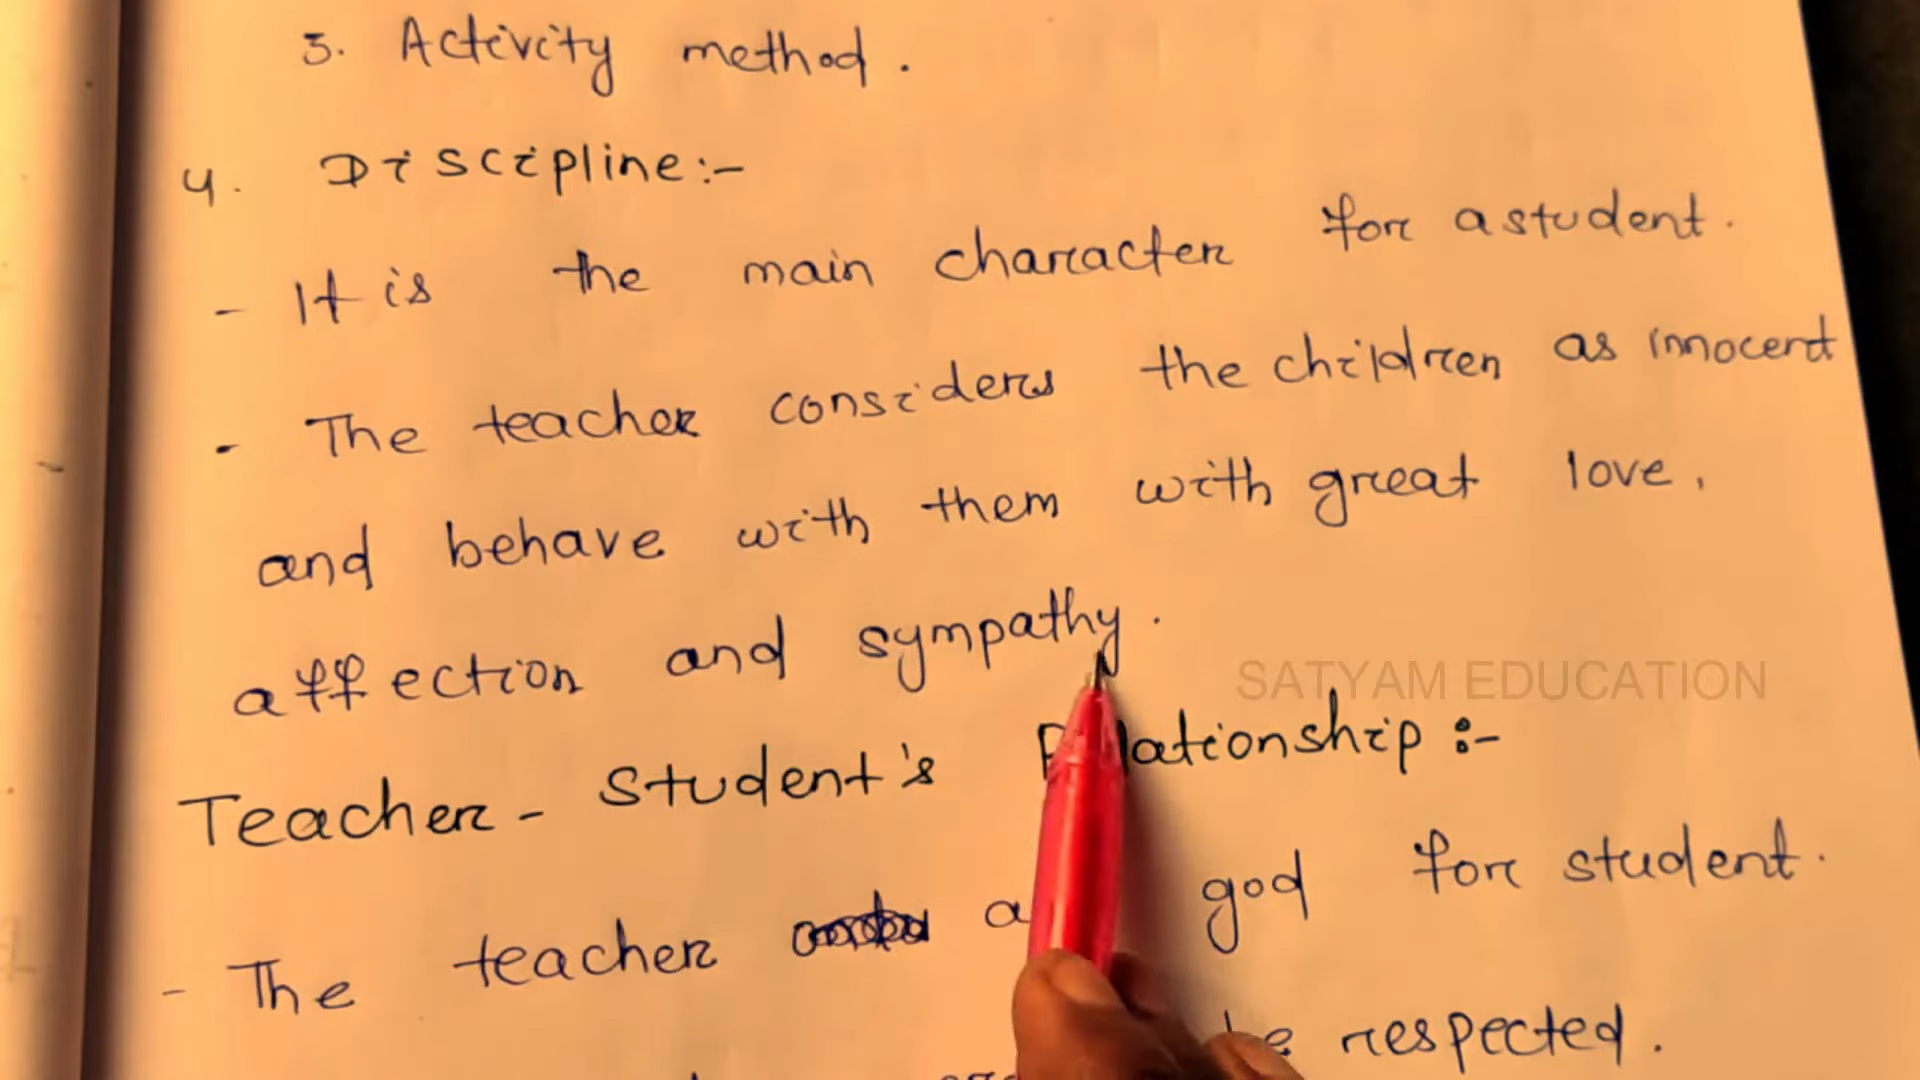 3. Activity method.
4. Discipline:-
- It is the main character for a student.
- The teacher considers the children as innocent
and behave with them with great love,
affection and sympathy.
SATYAM EDUCATION
Teacher - Student's :-
- The teacher god for student.
respected.